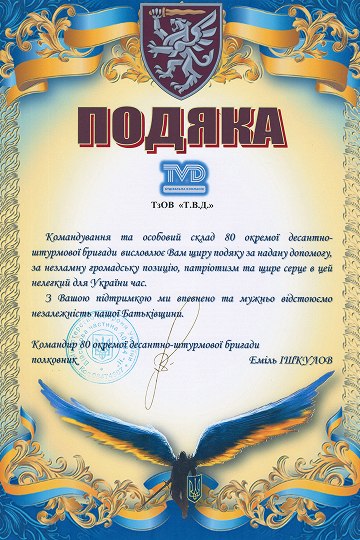 ПОДЯКА
TVD
ТзОВ «Т.В.Д.»
Командування та особовий склад 80 окремої десантно-
штурмової бригади висловлює Вам щиру подяку за надану допомогу,
за незламну громадську позицію, патріотизм та щире серце в цей
нелегкий для України час.
З Вашою підтримкою ми впевнено та мужньо відстоюємо
незалежність нашої Батьківщини.
Командир 80 окремої десантно-штурмової бригади
полковник Еміль ІШКУЛОВ